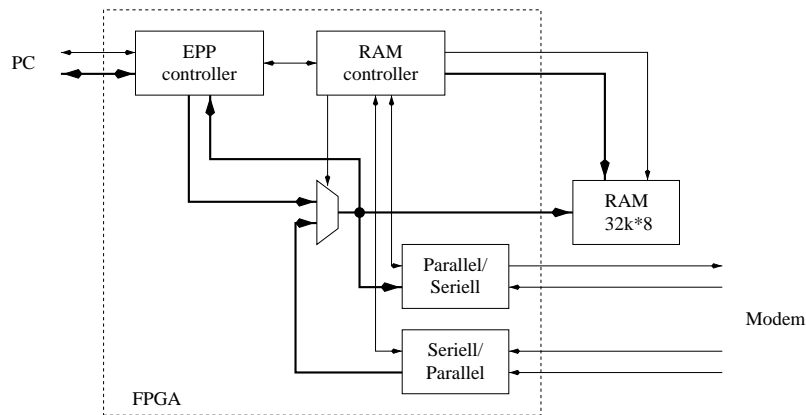 EPP
controller
RAM
controller
PC
RAM
32k*8
Parallel/
Seriell
Modem
Seriell/
Parallel
FPGA